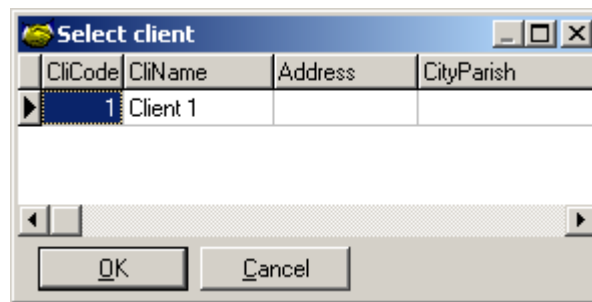 Select client
CliCode CliName Address CityParish
1 Client 1
OK Cancel